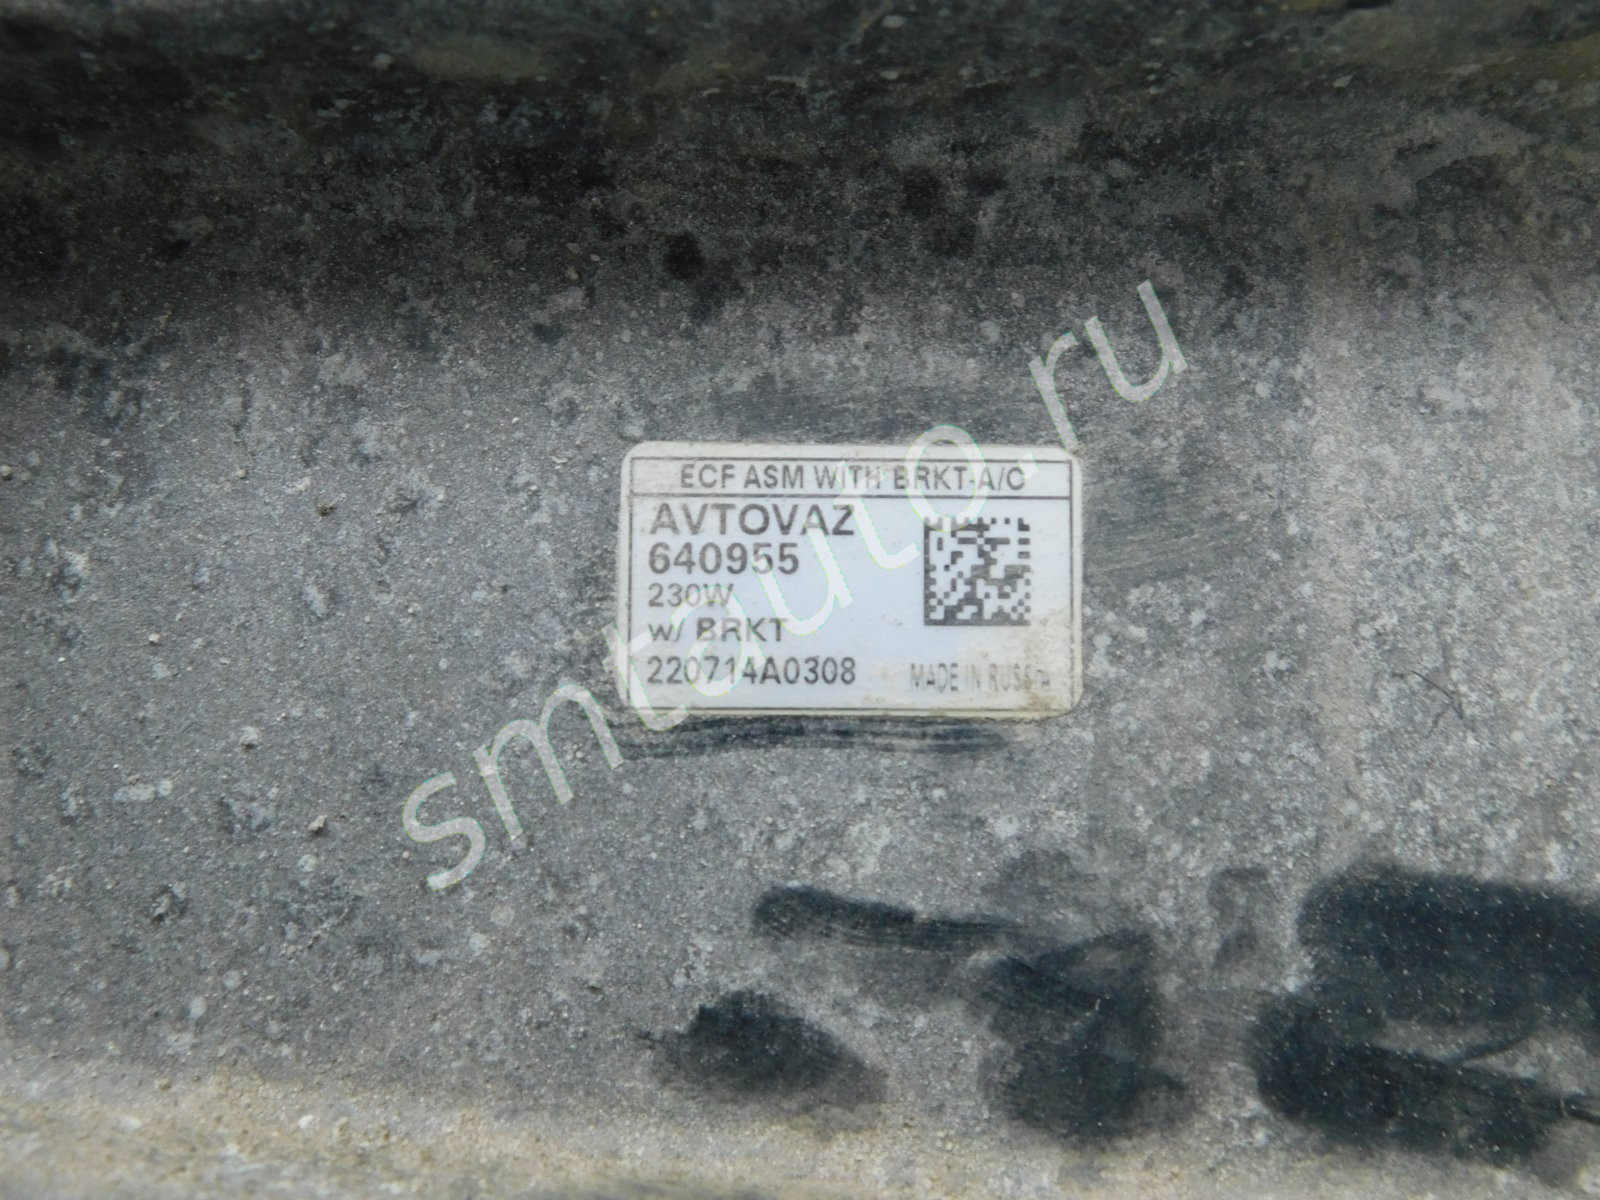 ECF ASM WITH BRKT-A/C
AVTOVAZ
640955
230W
w/ BRKT
220714A0308 MADE IN RUSSIA
smtauto.ru